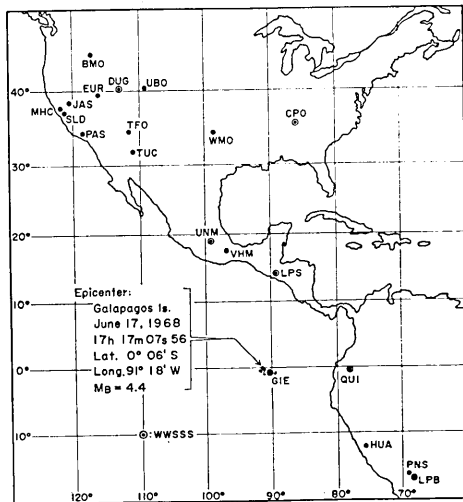 BMO
DUG
EUR
UBO
40°
JAS
MHC
SLD
PAS
TFO
TUC
WMO
CPO
30°
UNM
VHM
20°
LPS
Epicenter:
Galapagos Is.
June 17, 1968
17h 17m 07s 56
Lat. 0° 06' S
Long. 91° 18' W
MB = 4.4
10°
0°
GIE
QUI
:WWSSS
10°
HUA
PNS
LPB
120°
110°
100°
90°
80°
70°